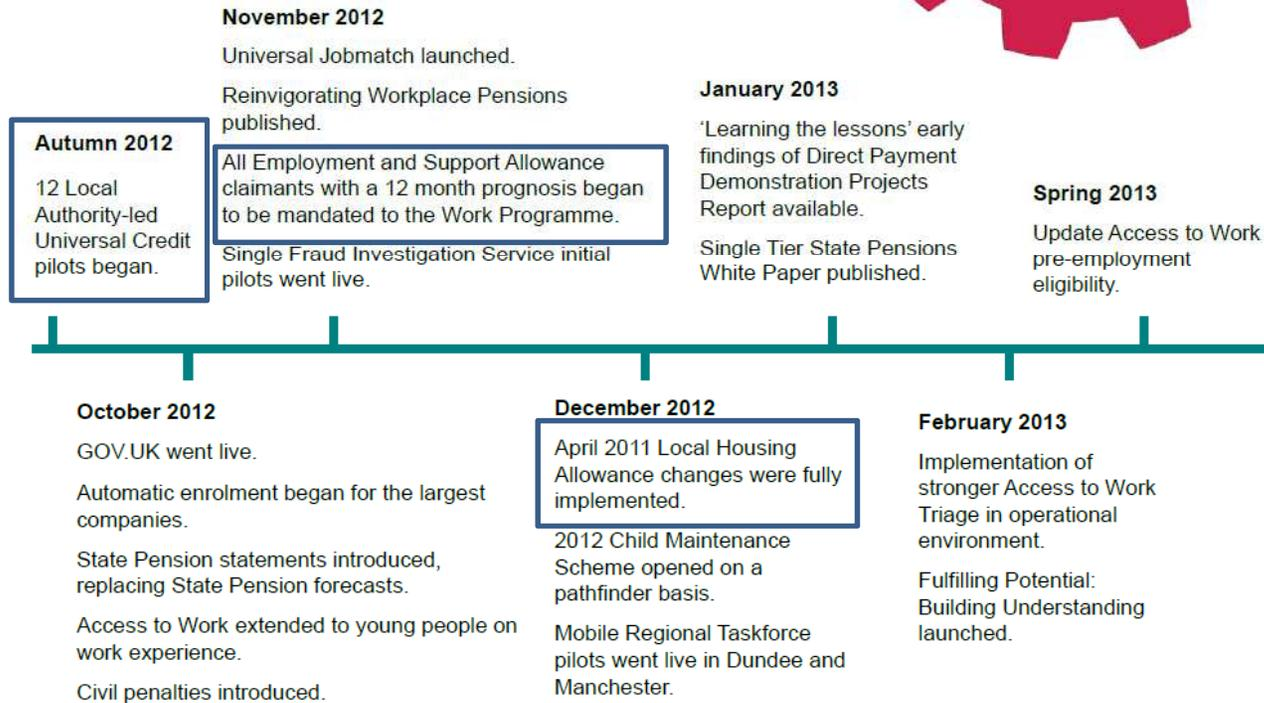 Autumn 2012
12 Local
Authority-led
Universal Credit
pilots began.
November 2012
Universal Jobmatch launched.
Reinvigorating Workplace Pensions
published.
All Employment and Support Allowance
claimants with a 12 month prognosis began
to be mandated to the Work Programme.
Single Fraud Investigation Service initial
pilots went live.
January 2013
‘Learning the lessons’ early
findings of Direct Payment
Demonstration Projects
Report available.
Single Tier State Pensions
White Paper published.
Spring 2013
Update Access to Work
pre-employment
eligibility.
October 2012
GOV.UK went live.
Automatic enrolment began for the largest
companies.
State Pension statements introduced,
replacing State Pension forecasts.
Access to Work extended to young people on
work experience.
Civil penalties introduced.
December 2012
April 2011 Local Housing
Allowance changes were fully
implemented.
2012 Child Maintenance
Scheme opened on a
pathfinder basis.
Mobile Regional Taskforce
pilots went live in Dundee and
Manchester.
February 2013
Implementation of
stronger Access to Work
Triage in operational
environment.
Fulfilling Potential:
Building Understanding
launched.